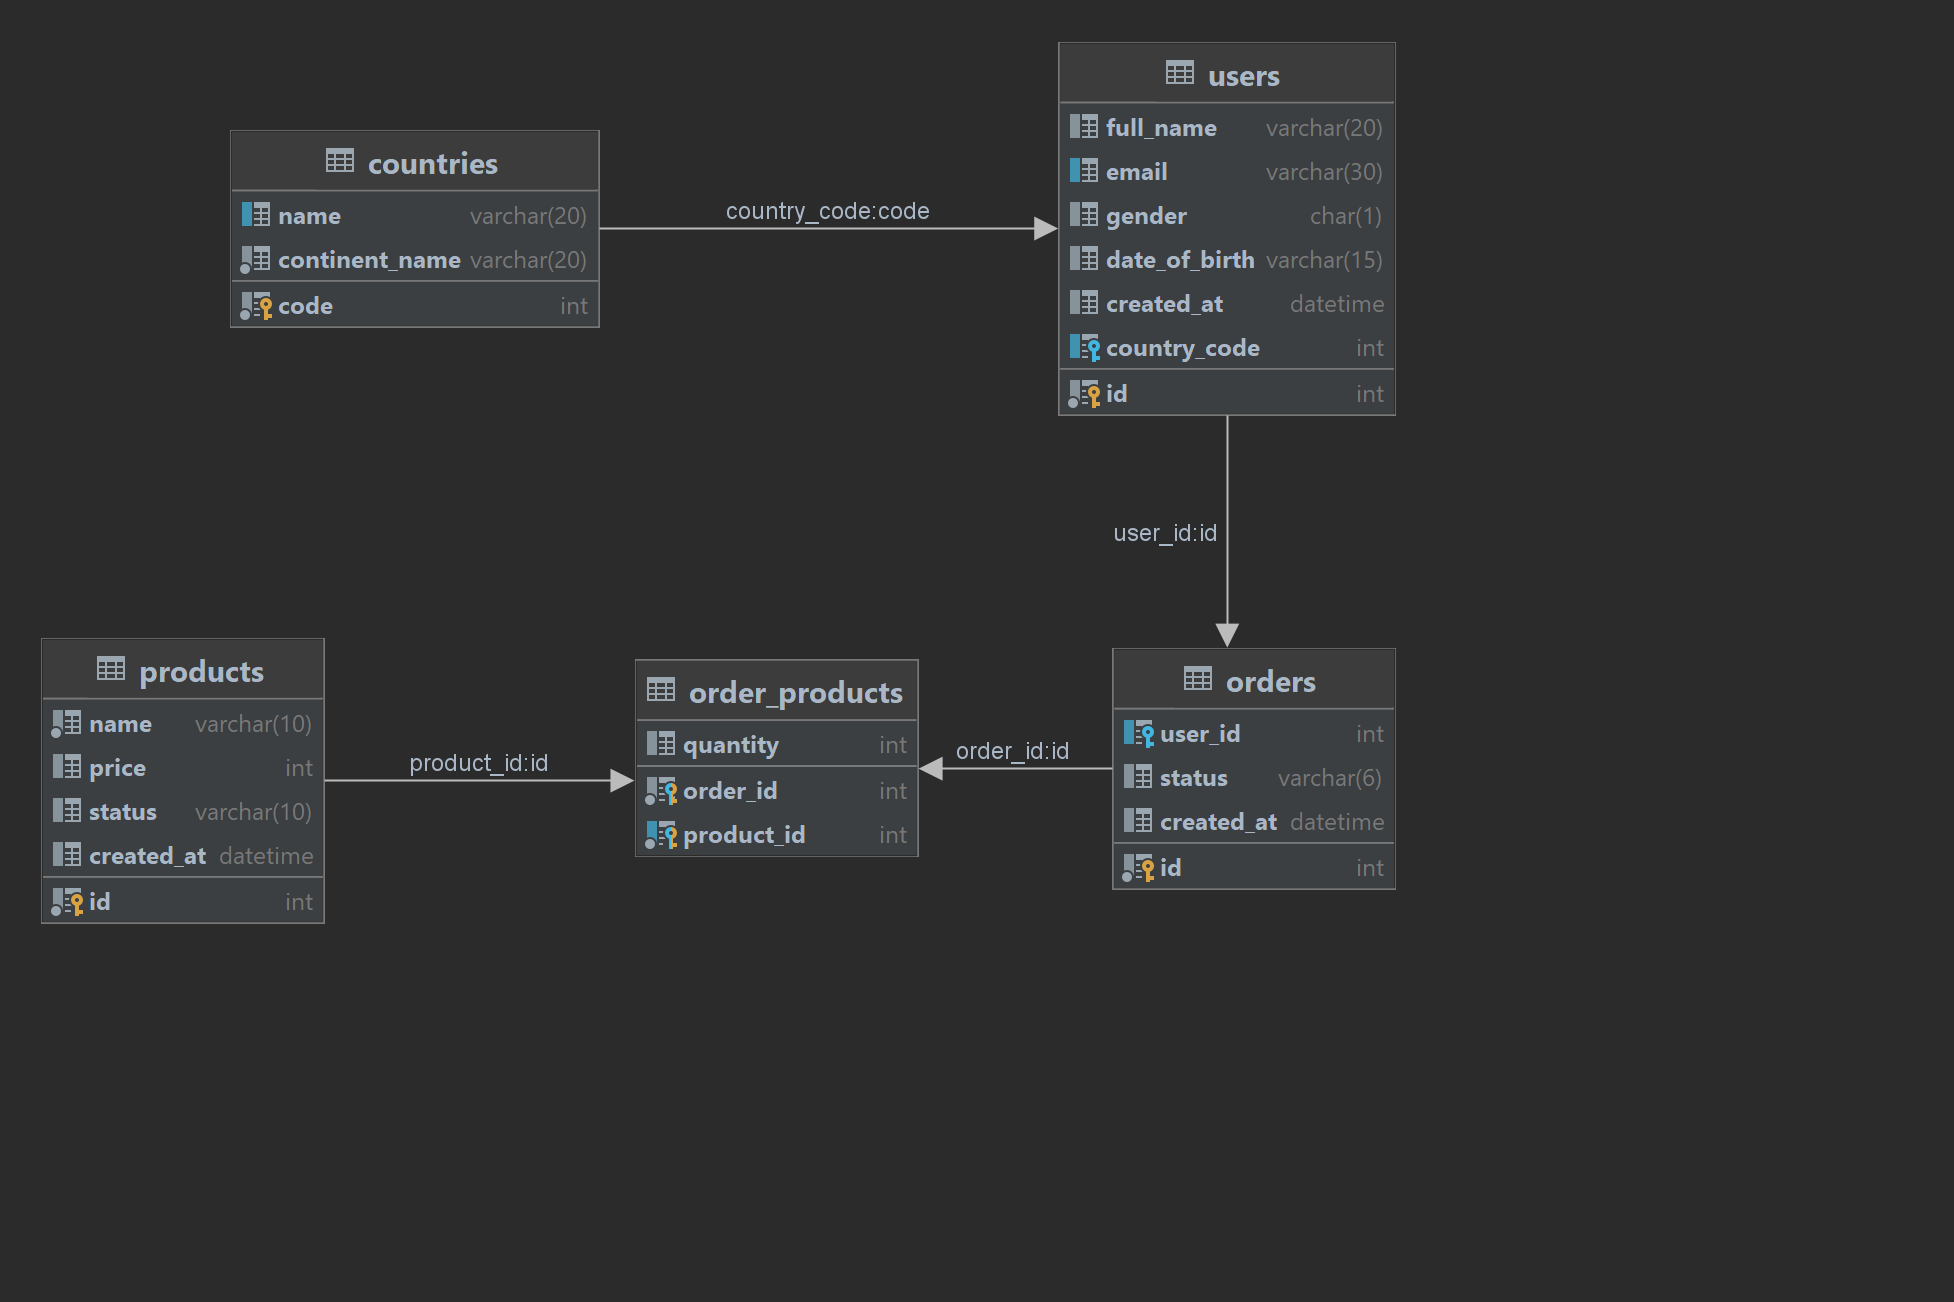 users
full_name varchar(20)
email varchar(30)
gender char(1)
date_of_birth varchar(15)
created_at datetime
country_code int
id int
countries
name varchar(20)
continent_name varchar(20)
code int
country_code:code
user_id:id
products
name varchar(10)
price int
status varchar(10)
created_at datetime
id int
product_id:id
order_products
quantity int
order_id int
product_id int
order_id:id
orders
user_id int
status varchar(6)
created_at datetime
id int